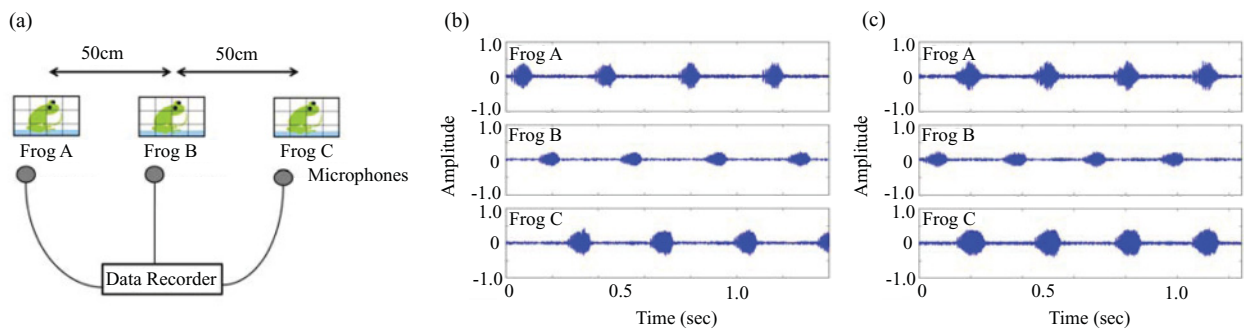 (a)
50cm 50cm
Frog A Frog B Frog C
Microphones
Data Recorder
(b)
Amplitude
1.0
Frog A
0
-1.0
1.0
Frog B
0
-1.0
1.0
Frog C
0
-1.0
0 0.5 1.0
Time (sec)
(c)
Amplitude
1.0
Frog A
0
-1.0
1.0
Frog B
0
-1.0
1.0
Frog C
0
-1.0
0 0.5 1.0
Time (sec)